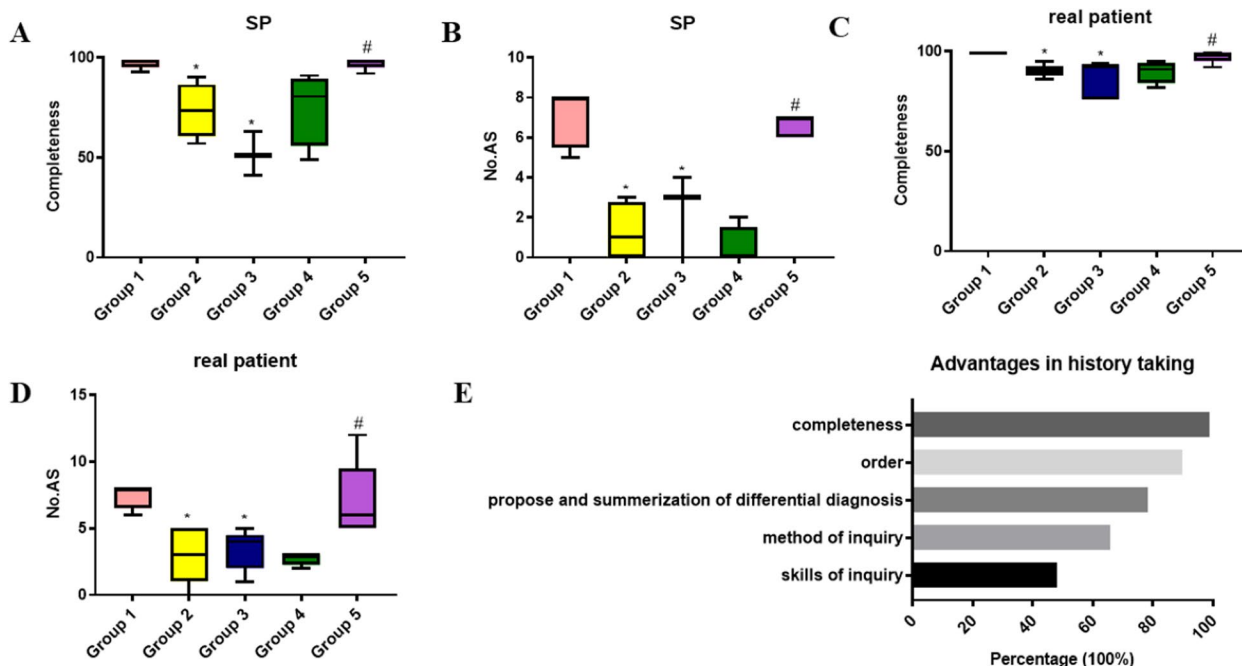 A
SP
Completeness
100
*
*
#
50
0
Group 1
Group 2
Group 3
Group 4
Group 5
B
SP
No.AS
10
8
6
4
2
0
*
*
#
Group 1
Group 2
Group 3
Group 4
Group 5
C
real patient
Completeness
100
*
*
#
50
0
Group 1
Group 2
Group 3
Group 4
Group 5
D
real patient
No.AS
15
10
5
0
*
*
#
Group 1
Group 2
Group 3
Group 4
Group 5
E
Advantages in history taking
completeness
order
propose and summerization of differential diagnosis
method of inquiry
skills of inquiry
0 20 40 60 80 100
Percentage (100%)